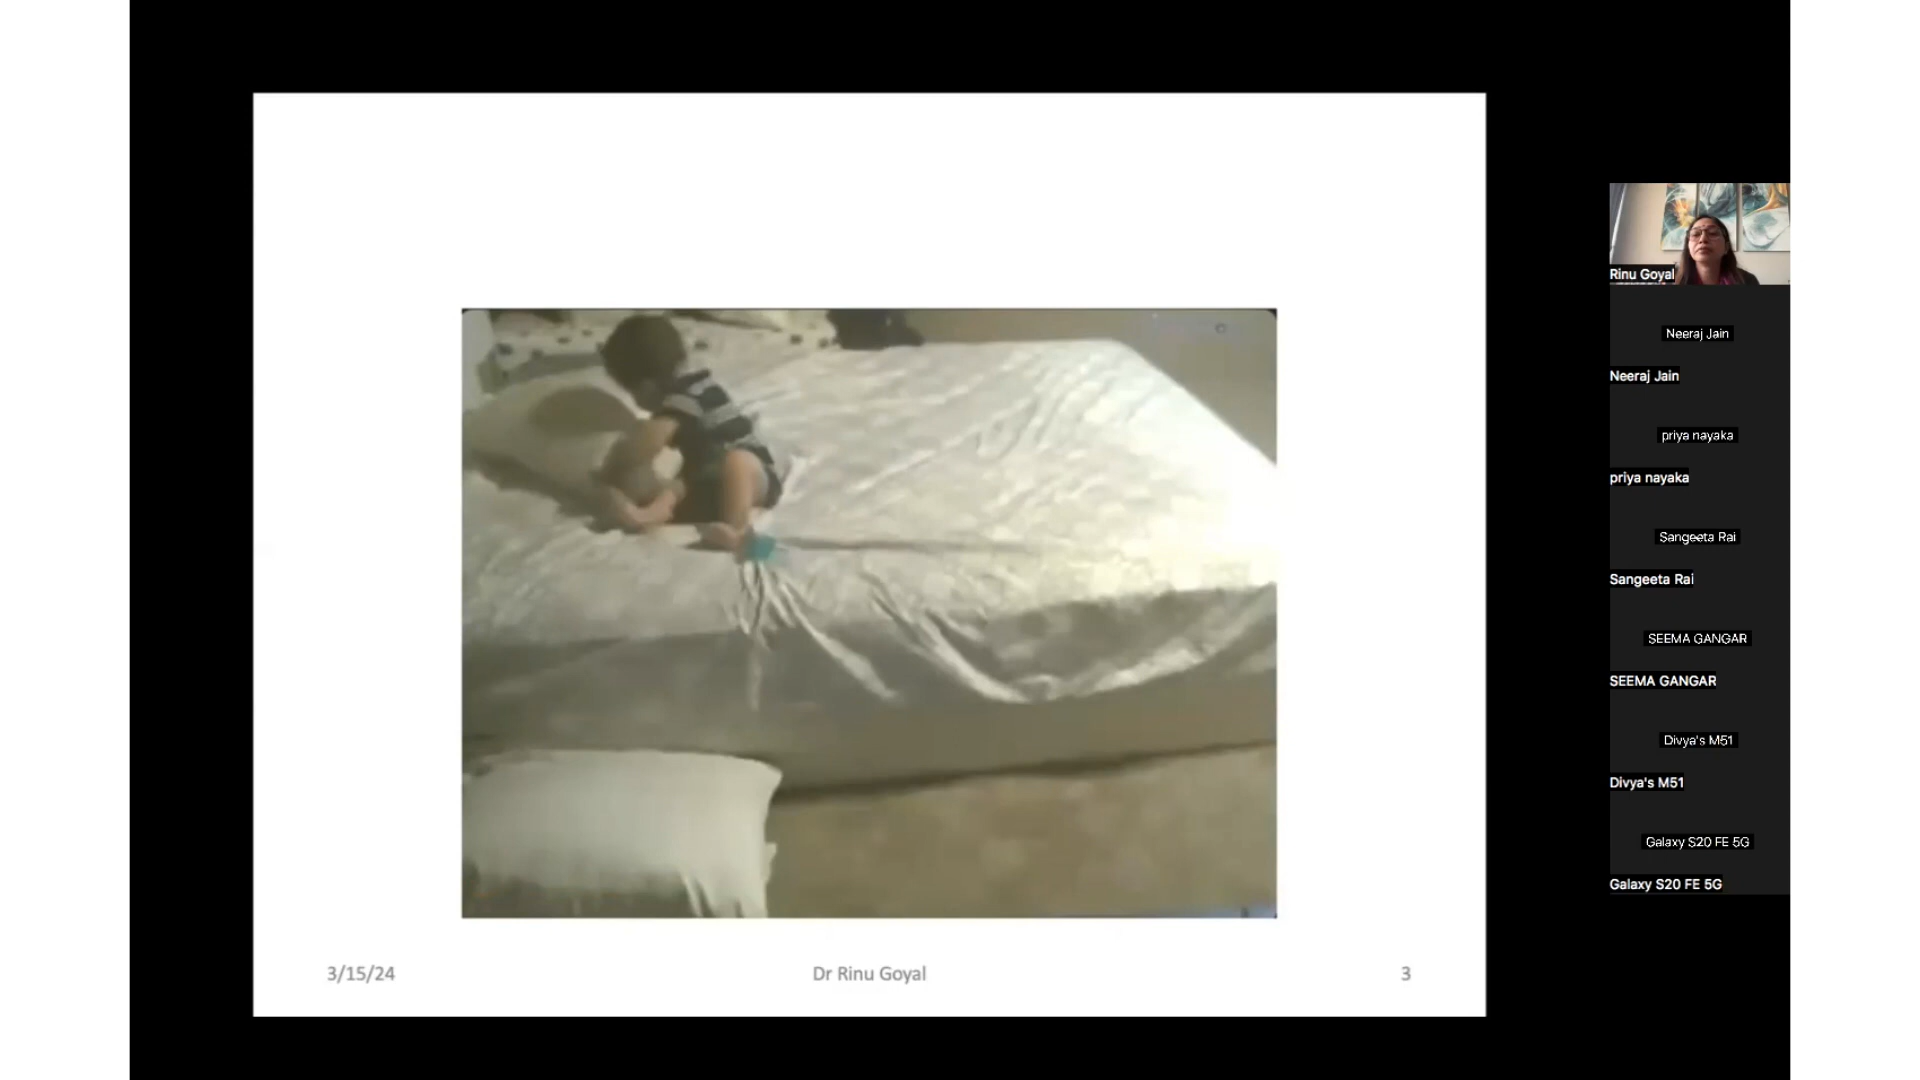 Rinu Goyal
Neeraj Jain
Neeraj Jain
priya nayaka
priya nayaka
Sangeeta Rai
Sangeeta Rai
SEEMA GANGAR
SEEMA GANGAR
Divya's M51
Divya's M51
Galaxy S20 FE 5G
Galaxy S20 FE 5G
3/15/24
Dr Rinu Goyal
3